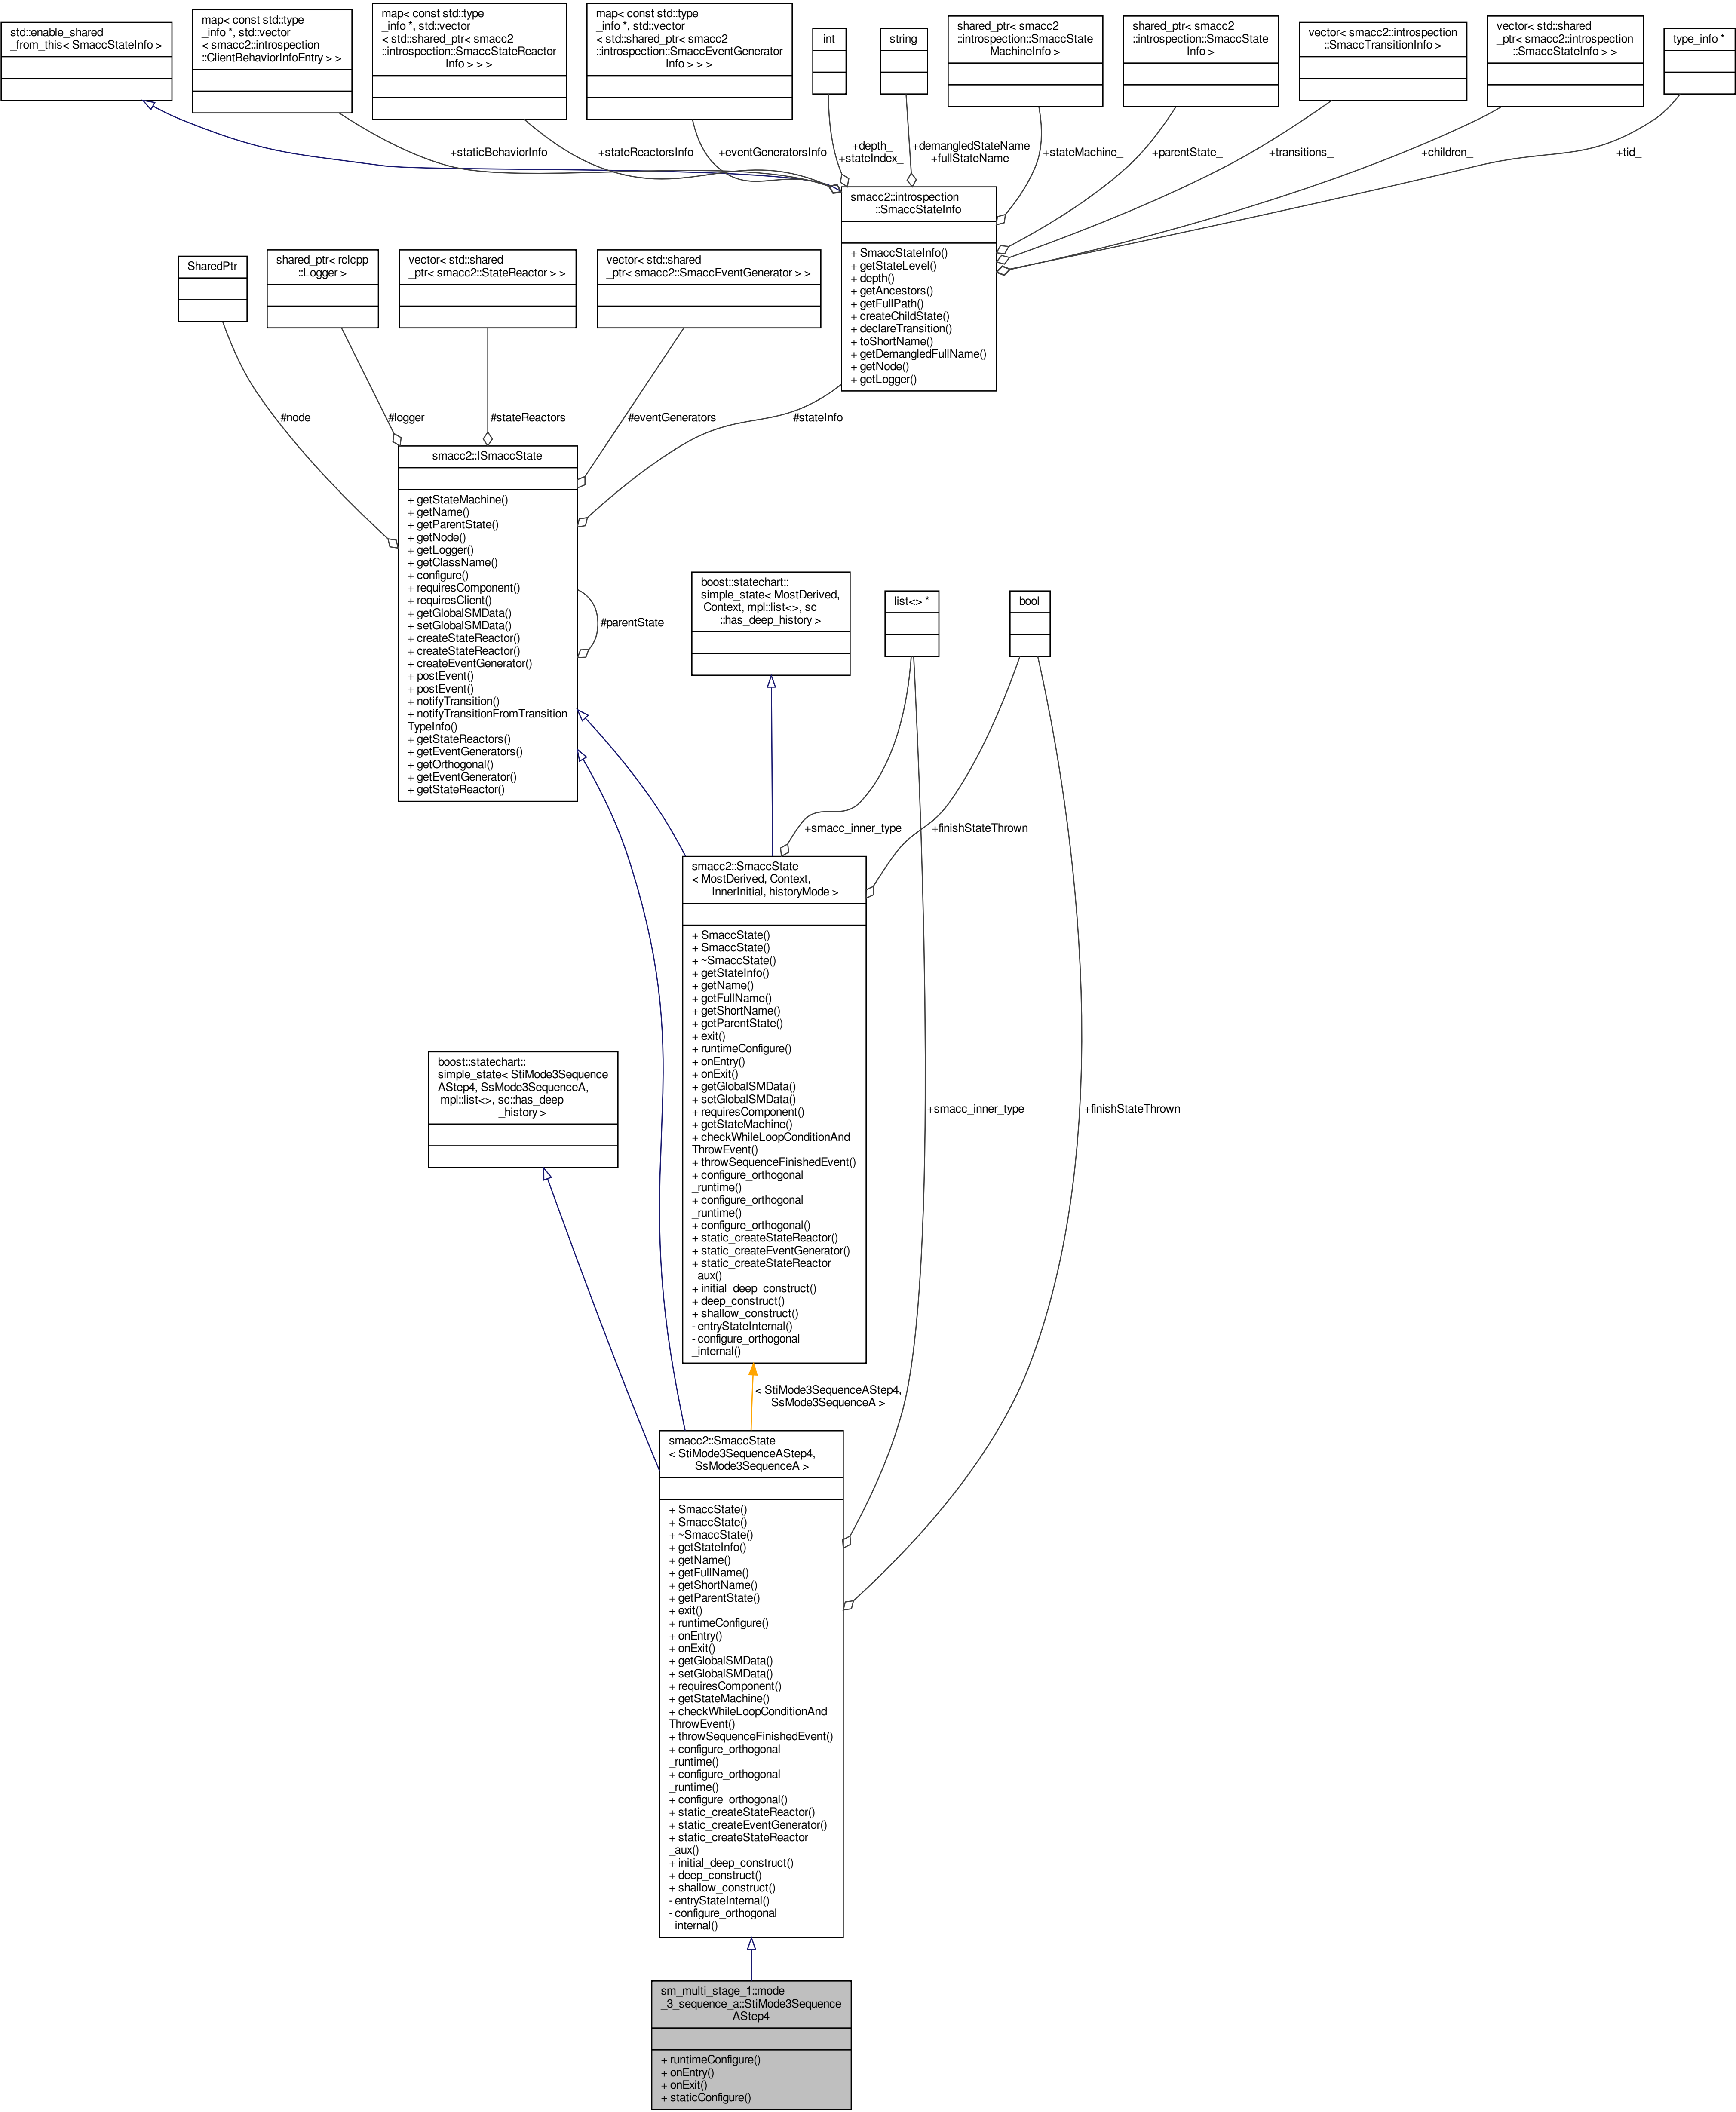 std::enable_shared
_from_this< SmaccStateInfo >
map< const std::type
_info *, std::vector
< smacc2::introspection
::ClientBehaviorInfoEntry > >
map< const std::type
_info *, std::vector
< std::shared_ptr< smacc2
::introspection::SmaccStateReactor
Info > > >
map< const std::type
_info *, std::vector
< std::shared_ptr< smacc2
::introspection::SmaccEventGenerator
Info > > >
int
string
shared_ptr< smacc2
::introspection::SmaccState
MachineInfo >
shared_ptr< smacc2
::introspection::SmaccState
Info >
vector< smacc2::introspection
::SmaccTransitionInfo >
vector< std::shared
_ptr< smacc2::introspection
::SmaccStateInfo > >
type_info *
+staticBehaviorInfo
+stateReactorsInfo
+eventGeneratorsInfo
+depth_
+stateIndex_
+demangledStateName
+fullStateName
+stateMachine_
+parentState_
+transitions_
+children_
+tid_
smacc2::introspection
::SmaccStateInfo
+ SmaccStateInfo()
+ getStateLevel()
+ depth()
+ getAncestors()
+ getFullPath()
+ createChildState()
+ declareTransition()
+ toShortName()
+ getDemangledFullName()
+ getNode()
+ getLogger()
SharedPtr
shared_ptr< rclcpp
::Logger >
vector< std::shared
_ptr< smacc2::StateReactor > >
vector< std::shared
_ptr< smacc2::SmaccEventGenerator > >
#node_
#logger_
#stateReactors_
#eventGenerators_
#stateInfo_
smacc2::ISmaccState
+ getStateMachine()
+ getName()
+ getParentState()
+ getNode()
+ getLogger()
+ getClassName()
+ configure()
+ requiresComponent()
+ requiresClient()
+ getGlobalSMData()
+ setGlobalSMData()
+ createStateReactor()
+ createStateReactor()
+ createEventGenerator()
+ postEvent()
+ postEvent()
+ notifyTransition()
+ notifyTransitionFromTransition
TypeInfo()
+ getStateReactors()
+ getEventGenerators()
+ getOrthogonal()
+ getEventGenerator()
+ getStateReactor()
#parentState_
boost::statechart::
simple_state< MostDerived,
Context, mpl::list<>, sc
::has_deep_history >
list<> *
bool
+smacc_inner_type
+finishStateThrown
smacc2::SmaccState
< MostDerived, Context,
InnerInitial, historyMode >
+ SmaccState()
+ SmaccState()
+ ~SmaccState()
+ getStateInfo()
+ getName()
+ getFullName()
+ getShortName()
+ getParentState()
+ exit()
+ runtimeConfigure()
+ onEntry()
+ onExit()
+ getGlobalSMData()
+ setGlobalSMData()
+ requiresComponent()
+ getStateMachine()
+ checkWhileLoopConditionAnd
ThrowEvent()
+ throwSequenceFinishedEvent()
+ configure_orthogonal
_runtime()
+ configure_orthogonal
_runtime()
+ configure_orthogonal()
+ static_createStateReactor()
+ static_createEventGenerator()
+ static_createStateReactor
_aux()
+ initial_deep_construct()
+ deep_construct()
+ shallow_construct()
- entryStateInternal()
- configure_orthogonal
_internal()
boost::statechart::
simple_state< StiMode3Sequence
AStep4, SsMode3SequenceA,
mpl::list<>, sc::has_deep
_history >
+smacc_inner_type
+finishStateThrown
< StiMode3SequenceAStep4,
SsMode3SequenceA >
smacc2::SmaccState
< StiMode3SequenceAStep4,
SsMode3SequenceA >
+ SmaccState()
+ SmaccState()
+ ~SmaccState()
+ getStateInfo()
+ getName()
+ getFullName()
+ getShortName()
+ getParentState()
+ exit()
+ runtimeConfigure()
+ onEntry()
+ onExit()
+ getGlobalSMData()
+ setGlobalSMData()
+ requiresComponent()
+ getStateMachine()
+ checkWhileLoopConditionAnd
ThrowEvent()
+ throwSequenceFinishedEvent()
+ configure_orthogonal
_runtime()
+ configure_orthogonal
_runtime()
+ configure_orthogonal()
+ static_createStateReactor()
+ static_createEventGenerator()
+ static_createStateReactor
_aux()
+ initial_deep_construct()
+ deep_construct()
+ shallow_construct()
- entryStateInternal()
- configure_orthogonal
_internal()
sm_multi_stage_1::mode
_3_sequence_a::StiMode3Sequence
AStep4
+ runtimeConfigure()
+ onEntry()
+ onExit()
+ staticConfigure()